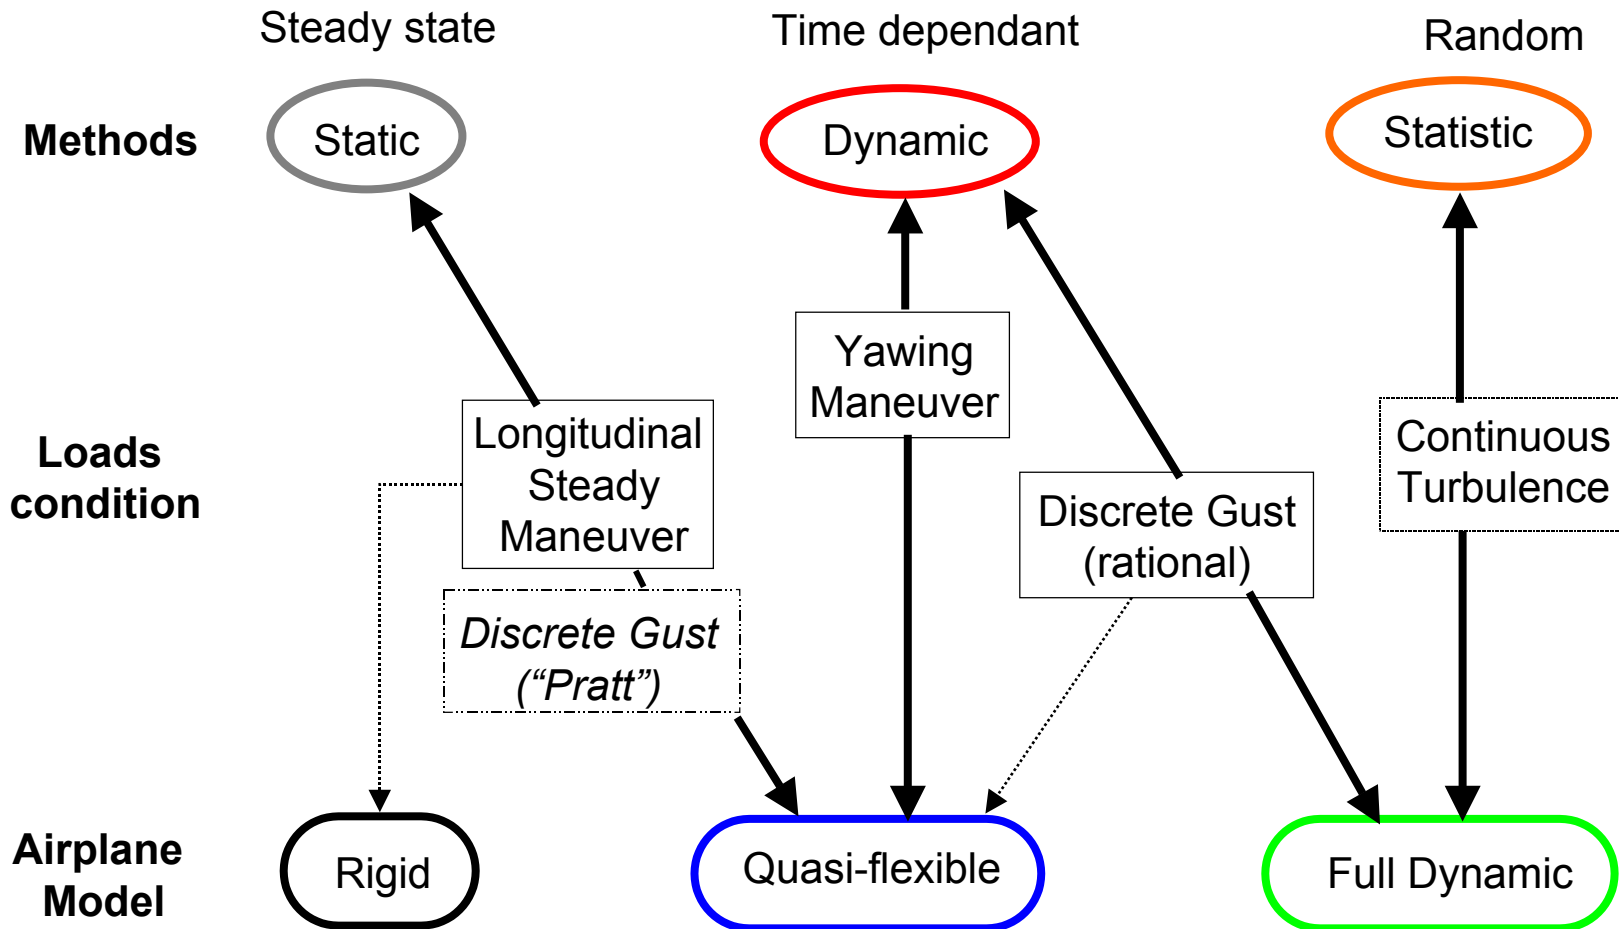 Steady state
Time dependant
Random
Methods
Static
Dynamic
Statistic
Loads
condition
Longitudinal
Steady
Maneuver
Yawing
Maneuver
Discrete Gust
(rational)
Continuous
Turbulence
Discrete Gust
(“Pratt”)
Airplane
Model
Rigid
Quasi-flexible
Full Dynamic